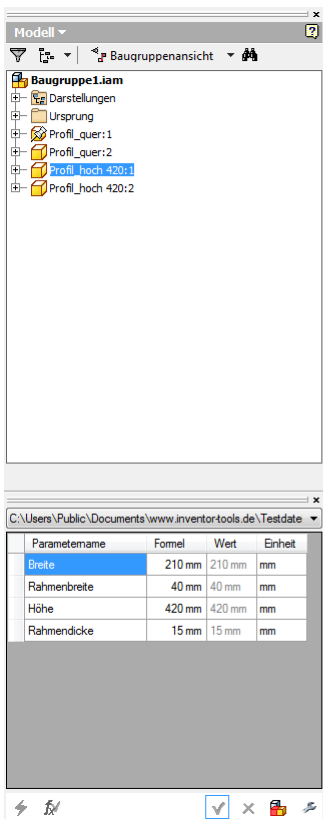 Modell
Baugruppenansicht
Baugruppe1.iam
Darstellungen
Ursprung
Profil_quer:1
Profil_quer:2
Profil_hoch 420:1
Profil_hoch 420:2
C:\Users\Public\Documents\www.inventor-tools.de\Testdate
Parametername Formel Wert Einheit
Breite 210 mm 210 mm mm
Rahmenbreite 40 mm 40 mm mm
Höhe 420 mm 420 mm mm
Rahmendicke 15 mm 15 mm mm